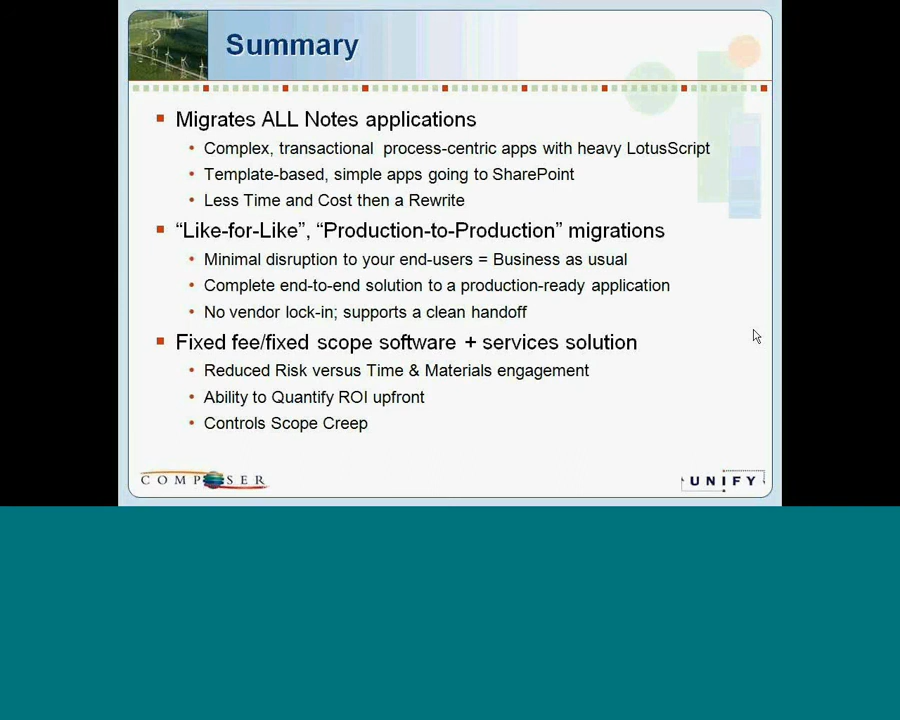 Summary
Migrates ALL Notes applications
Complex, transactional process-centric apps with heavy LotusScript
Template-based, simple apps going to SharePoint
Less Time and Cost then a Rewrite
“Like-for-Like”, “Production-to-Production” migrations
Minimal disruption to your end-users = Business as usual
Complete end-to-end solution to a production-ready application
No vendor lock-in; supports a clean handoff
Fixed fee/fixed scope software + services solution
Reduced Risk versus Time & Materials engagement
Ability to Quantify ROI upfront
Controls Scope Creep
COMPOSER
UNIFY